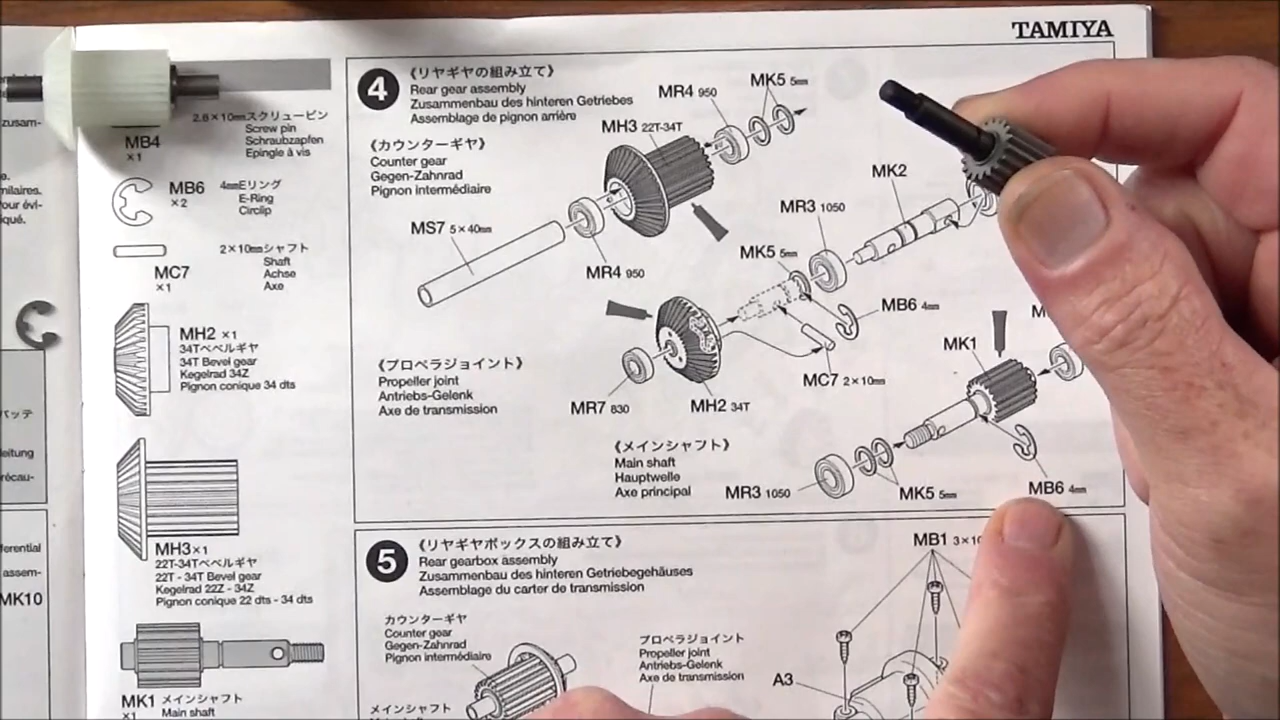 TAMIYA
zusam-
milaires.
our évi-
iqué.
バッテ
leitung
récau-
ferential
assem-
MK10
2.6×10mmスクリューピン
Screw pin
Schraubzapfen
Epingle à vis
MB4
×1
MB6
×2
4mmEリング
E-Ring
Circlip
2×10mmシャフト
Shaft
Achse
Axe
MC7
×1
MH2 ×1
34Tベベルギヤ
34T Bevel gear
Kegelrad 34Z
Pignon conique 34 dts
MH3×1
22T-34Tベベルギヤ
22T - 34T Bevel gear
Kegelrad 22Z - 34Z
Pignon conique 22 dts - 34 dts
MK1 メインシャフト
×1 Main shaft
4
《リヤギヤの組み立て》
Rear gear assembly
Zusammenbau des hinteren Getriebes
Assemblage de pignon arrière
《カウンターギヤ》
Counter gear
Gegen-Zahnrad
Pignon intermédiaire
MR4 950
MK5 5mm
MH3 22T-34T
MS7 5×40mm
MR4 950
MK2
MR3 1050
MK5 5mm
MB6 4mm
MC7 2×10mm
《プロペラジョイント》
Propeller joint
Antriebs-Gelenk
Axe de transmission
MR7 830
MH2 34T
MK1
《メインシャフト》
Main shaft
Hauptwelle
Axe principal
MR3 1050
MK5 5mm
MB6 4mm
5
《リヤギヤボックスの組み立て》
Rear gearbox assembly
Zusammenbau des hinteren Getriebegehäuses
Assemblage du carter de transmission
MB1
カウンターギヤ
Counter gear
Gegen-Zahnrad
Pignon intermédiaire
プロペラジョイント
Propeller joint
Antriebs-Gelenk
Axe de transmission
A3
メインシャフト